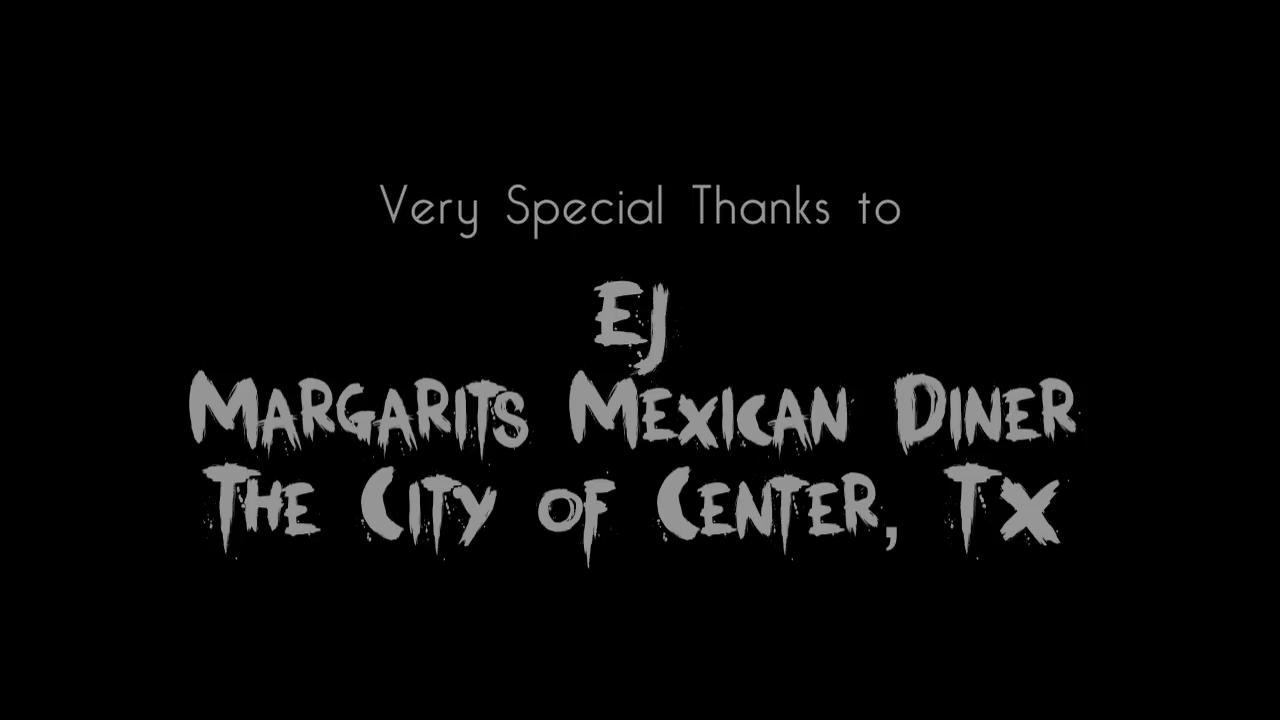 Very Special Thanks to
EJ
Margarits Mexican Diner
The City of Center, TX